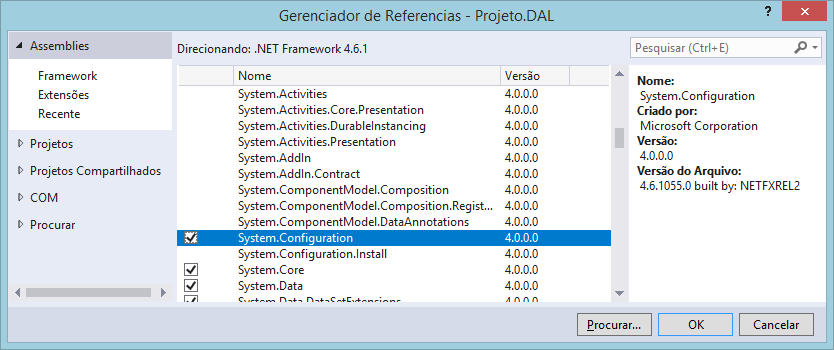 Gerenciador de Referencias - Projeto.DAL
?
Assemblies
Framework
Extensões
Recente
Projetos
Projetos Compartilhados
COM
Procurar
Direcionando: .NET Framework 4.6.1
Nome Versão
System.Activities 4.0.0.0
System.Activities.Core.Presentation 4.0.0.0
System.Activities.DurableInstancing 4.0.0.0
System.Activities.Presentation 4.0.0.0
System.AddIn 4.0.0.0
System.AddIn.Contract 4.0.0.0
System.ComponentModel.Composition 4.0.0.0
System.ComponentModel.Composition.Regist... 4.0.0.0
System.ComponentModel.DataAnnotations 4.0.0.0
System.Configuration 4.0.0.0
System.Configuration.Install 4.0.0.0
System.Core 4.0.0.0
System.Data 4.0.0.0
System.Data.DataSetExtensions 4.0.0.0
Pesquisar (Ctrl+E)
Nome:
System.Configuration
Criado por:
Microsoft Corporation
Versão:
4.0.0.0
Versão do Arquivo:
4.6.1055.0 built by: NETFXREL2
Procurar...
OK
Cancelar